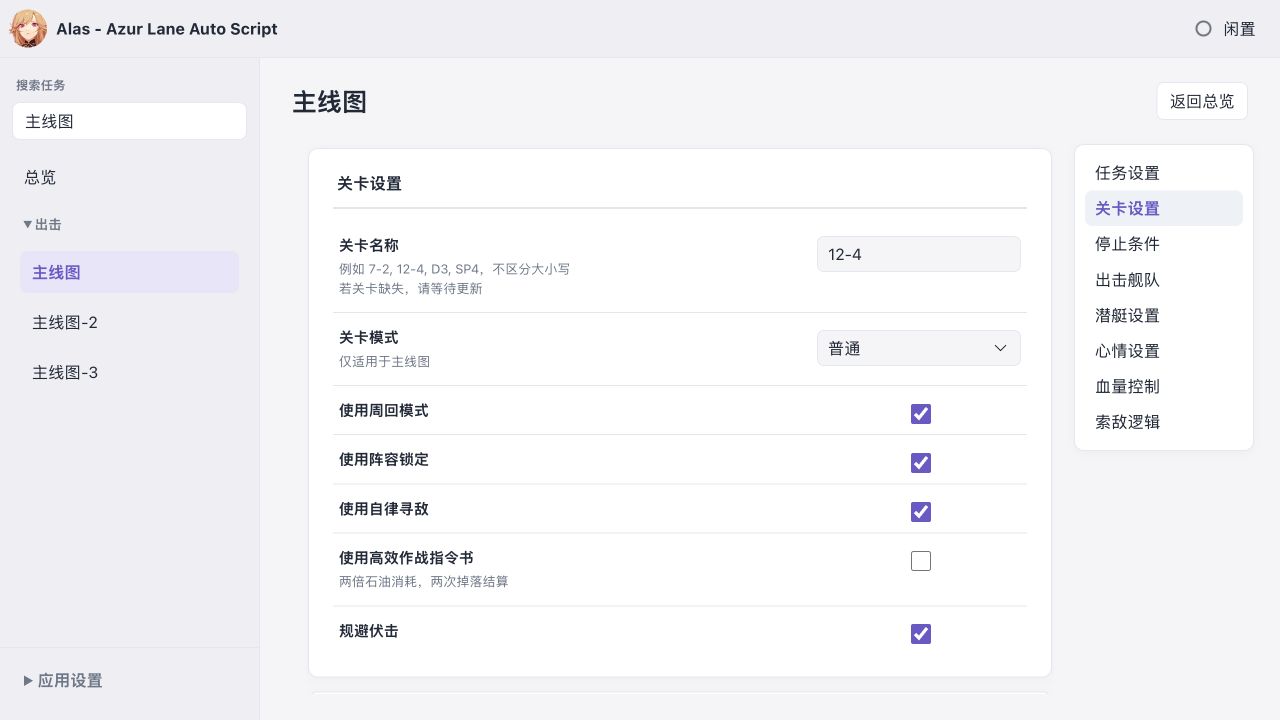 Alas - Azur Lane Auto Script
闲置
搜索任务
主线图
总览
▼出击
主线图
主线图-2
主线图-3
▶应用设置
主线图
返回总览
关卡设置
关卡名称
例如 7-2, 12-4, D3, SP4，不区分大小写
若关卡缺失，请等待更新
12-4
关卡模式
仅适用于主线图
普通
使用周回模式
使用阵容锁定
使用自律寻敌
使用高效作战指令书
两倍石油消耗，两次掉落结算
规避伏击
任务设置
关卡设置
停止条件
出击舰队
潜艇设置
心情设置
血量控制
索敌逻辑